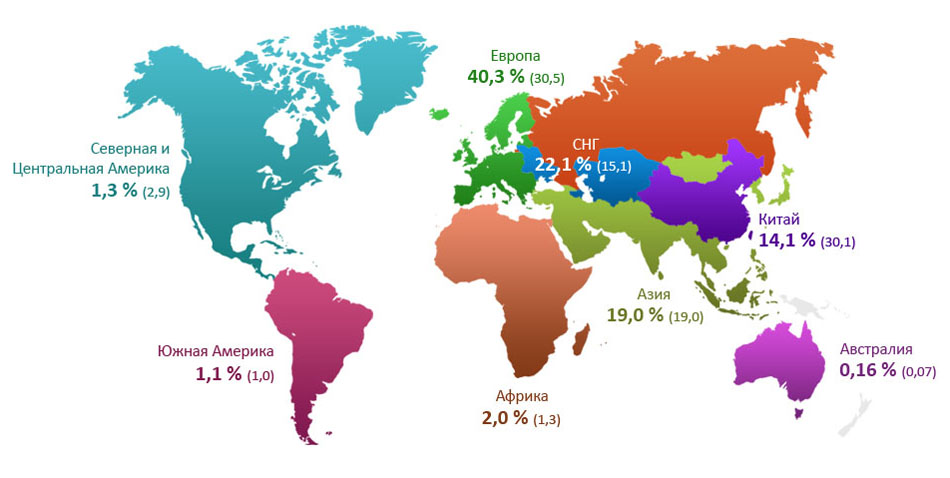 Европа
40,3 % (30,5)
Северная и
Центральная Америка
1,3 % (2,9)
СНГ
22,1 % (15,1)
Китай
14,1 % (30,1)
Азия
19,0 % (19,0)
Южная Америка
1,1 % (1,0)
Австралия
0,16 % (0,07)
Африка
2,0 % (1,3)